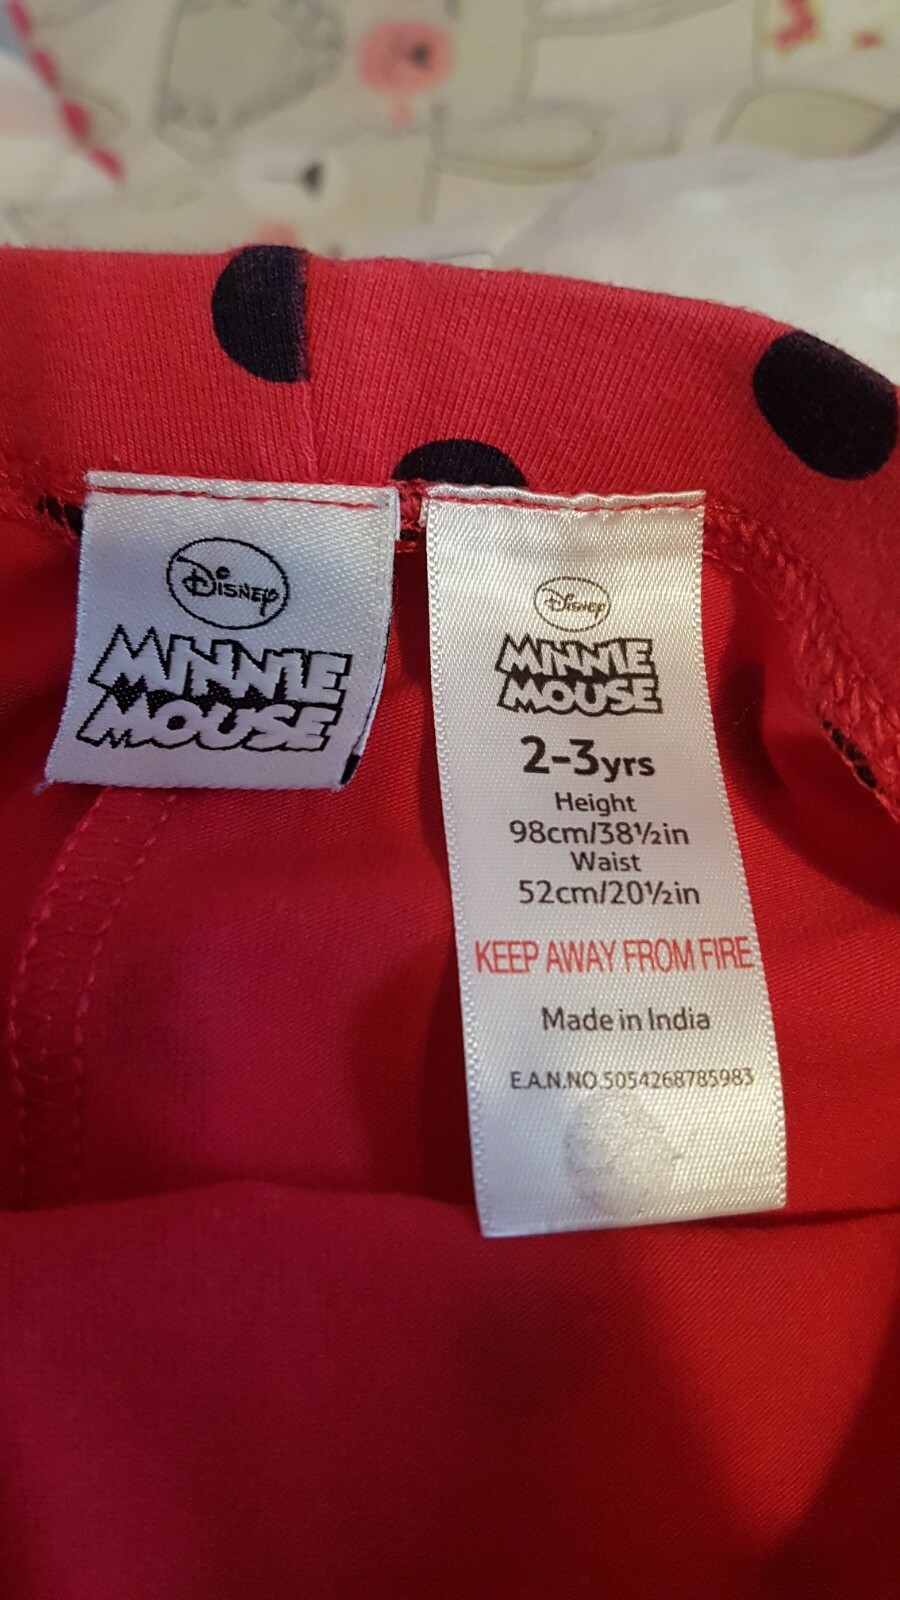 Disney
MINNIE
MOUSE
Disney
MINNIE
MOUSE
2-3yrs
Height
98cm/38½in
Waist
52cm/20½in
KEEP AWAY FROM FIRE
Made in India
E.A.N.NO.5054268785983